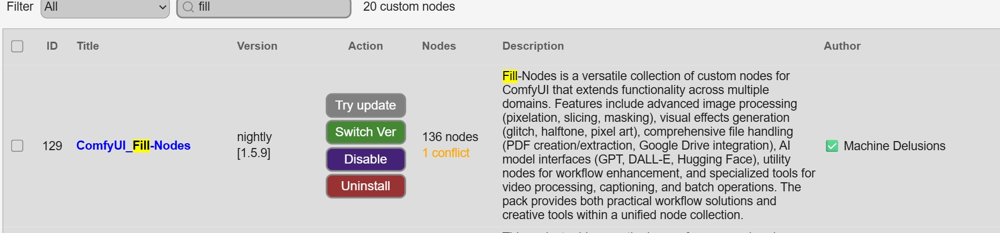 Filter All fill 20 custom nodes
ID Title Version Action Nodes Description Author
Fill-Nodes is a versatile collection of custom nodes for
ComfyUI that extends functionality across multiple
domains. Features include advanced image processing
(pixelation, slicing, masking), visual effects generation
(glitch, halftone, pixel art), comprehensive file handling
(PDF creation/extraction, Google Drive integration), AI
model interfaces (GPT, DALL-E, Hugging Face), utility
nodes for workflow enhancement, and specialized tools for
video processing, captioning, and batch operations. The
pack provides both practical workflow solutions and
creative tools within a unified node collection.
129 ComfyUI_Fill-Nodes
nightly
[1.5.9]
Try update
Switch Ver
Disable
Uninstall
136 nodes
1 conflict
Machine Delusions